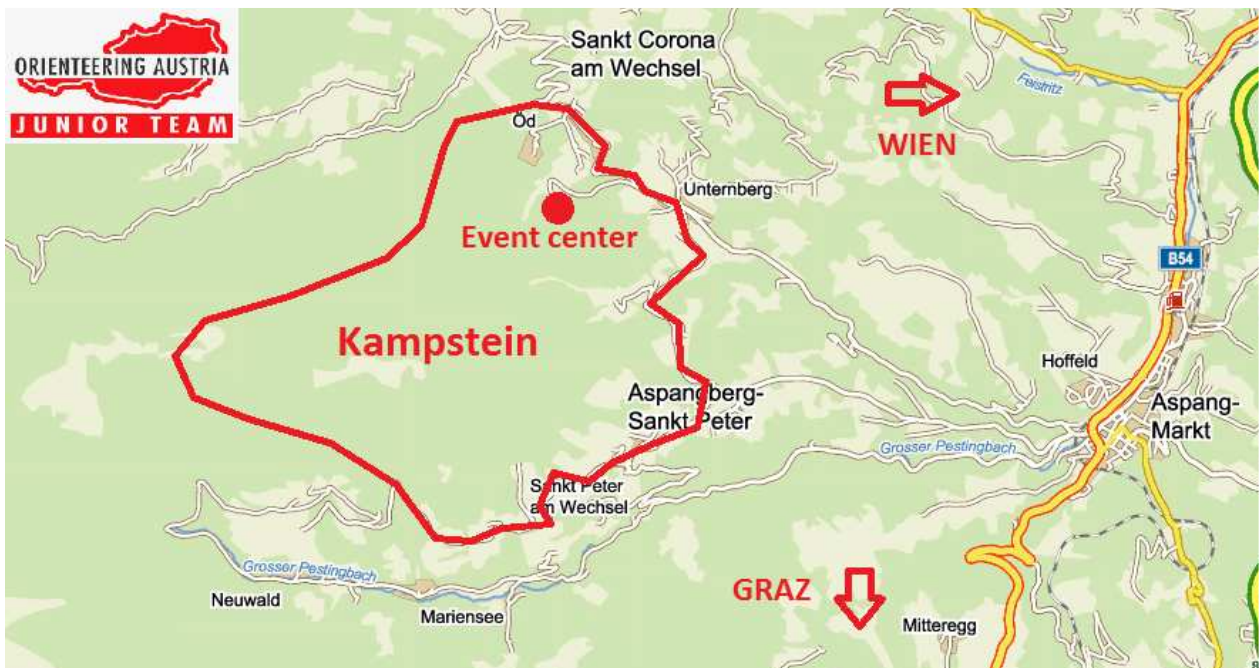 ORIENTEERING AUSTRIA
JUNIOR TEAM
Sankt Corona
am Wechsel
Feistritz
WIEN
Öd
Unternberg
Event center
B54
Kampstein
Hoffeld
Aspangberg-
Sankt Peter
Aspang-
Markt
Grosser Pestingbach
Sankt Peter
am Wechsel
Grosser Pestingbach
Neuwald
Mariensee
GRAZ
Mitteregg